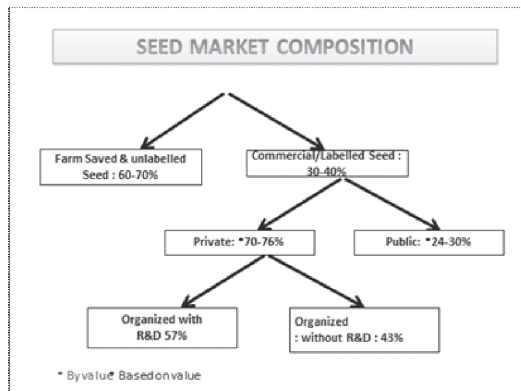 SEED MARKET COMPOSITION
Farm Saved & unlabelled
Seed : 60-70%
Commercial/Labelled Seed :
30-40%
Private: *70-76%
Public: *24-30%
Organized with
R&D 57%
Organized
: without R&D : 43%
* By value* Based on value